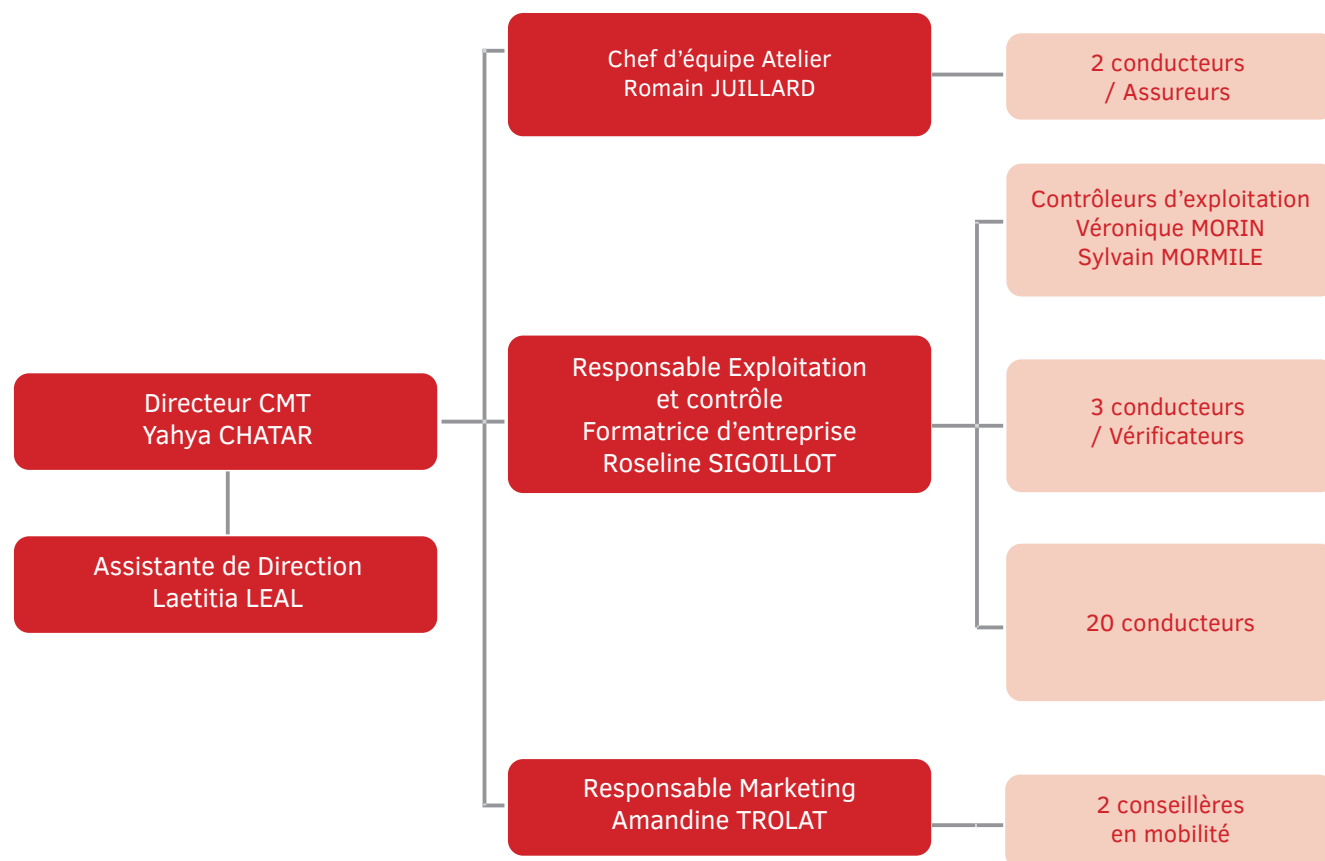 Chef d'équipe Atelier
Romain JUILLARD
2 conducteurs
/ Assureurs
Contrôleurs d'exploitation
Véronique MORIN
Sylvain MORMILE
Responsable Exploitation
et contrôle
Formatrice d'entreprise
Roseline SIGOILLOT
3 conducteurs
/ Vérificateurs
Directeur CMT
Yahya CHATAR
Assistante de Direction
Laetitia LEAL
20 conducteurs
Responsable Marketing
Amandine TROLAT
2 conseillères
en mobilité